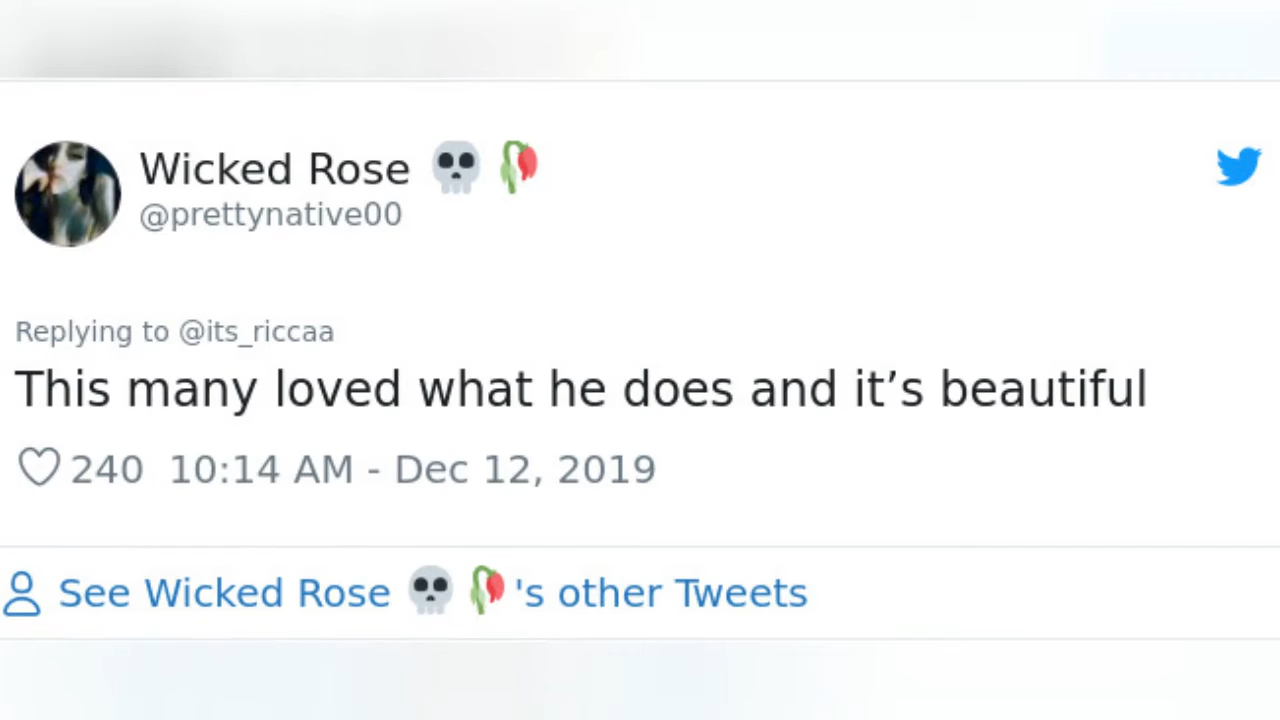 Wicked Rose 💀🥀
@prettynative00
Replying to @its_riccaa
This many loved what he does and it’s beautiful
240 10:14 AM - Dec 12, 2019
See Wicked Rose 💀🥀's other Tweets